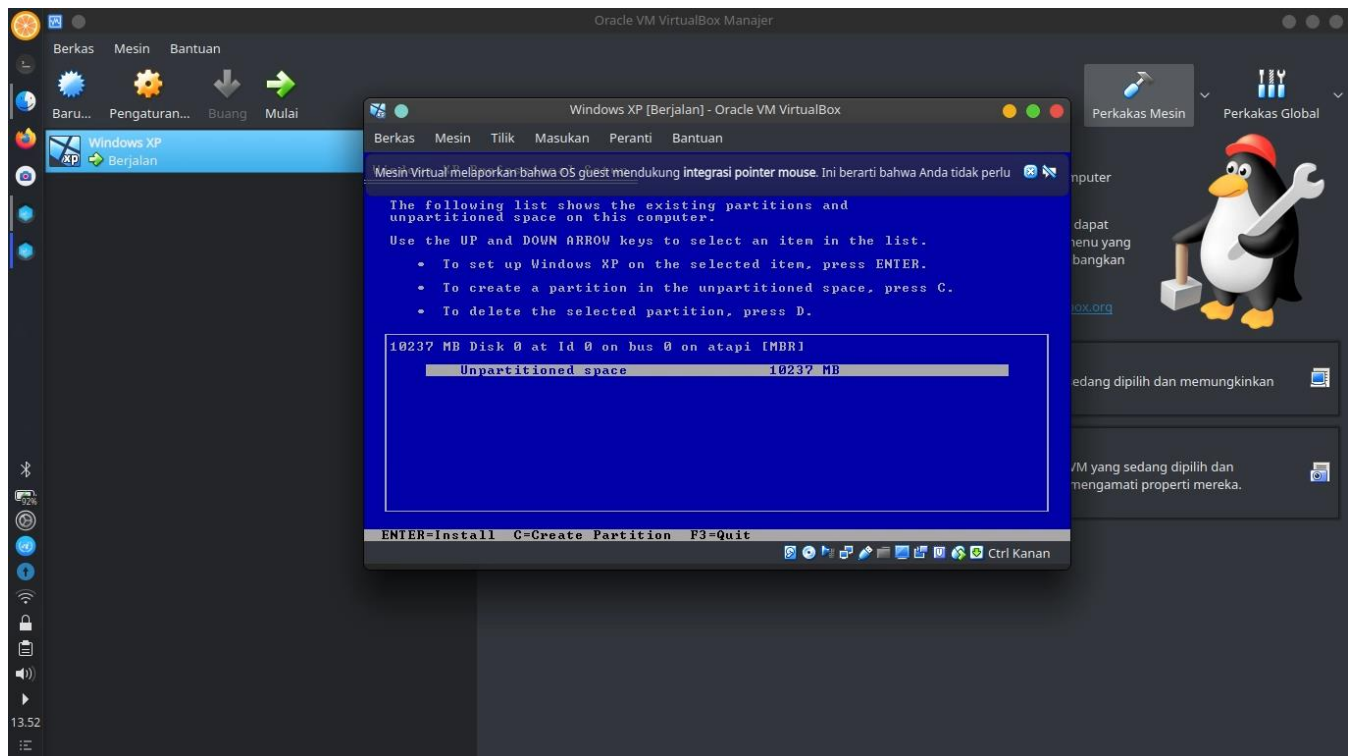 Oracle VM VirtualBox Manajer
Berkas Mesin Bantuan
Baru... Pengaturan... Buang Mulai
Perkakas Mesin Perkakas Global
Windows XP
Berjalan
XP
Windows XP [Berjalan] - Oracle VM VirtualBox
Berkas Mesin Tilik Masukan Peranti Bantuan
Mesin Virtual melaporkan bahwa OS guest mendukung integrasi pointer mouse. Ini berarti bahwa Anda tidak perlu
The following list shows the existing partitions and
unpartitioned space on this computer.
Use the UP and DOWN ARROW keys to select an item in the list.
• To set up Windows XP on the selected item, press ENTER.
• To create a partition in the unpartitioned space, press C.
• To delete the selected partition, press D.
10237 MB Disk 0 at Id 0 on bus 0 on atapi [MBR]
Unpartitioned space 10237 MB
ENTER=Install C=Create Partition F3=Quit
Ctrl Kanan
mputer
dapat
enu yang
bangkan
ox.org
edang dipilih dan memungkinkan
VM yang sedang dipilih dan
mengamati properti mereka.
92%
13.52